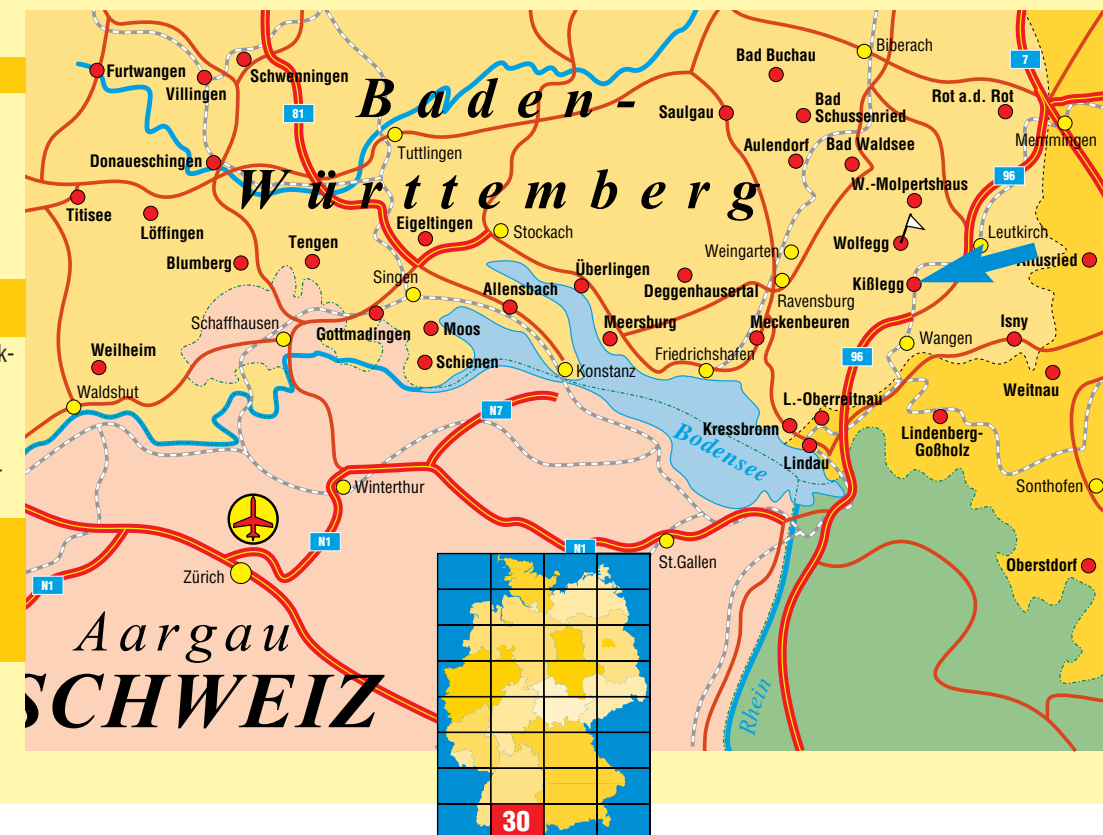 Furtwangen
Villingen
Schwenningen
81
Baden-
Württemberg
Bad Buchau
Biberach
7
Saulgau
Bad
Schussenried
Rot a.d. Rot
Memmingen
Aulendorf
Bad Waldsee
96
W.-Molpertshaus
Donaueschingen
Tuttlingen
Titisee
Löffingen
Eigeltingen
Stockach
Weingarten
Wolfegg
Leutkirch
Tengen
Blumberg
Singen
Überlingen
Deggenhausertal
Ravensburg
Kißlegg
Allensbach
Schaffhausen
Gottmadingen
Moos
Meersburg
Meckenbeuren
Isny
Wangen
k-
Weilheim
Schienen
Konstanz
Friedrichshafen
96
Weitnau
Waldshut
N7
L.-Oberreitnau
Kressbronn
Bodensee
Lindau
Lindenberg-
Goßholz
Winterthur
Sonthofen
N1
N1
St.Gallen
Zürich
N1
Oberstdorf
Aargau
SCHWEIZ
Rhein
30